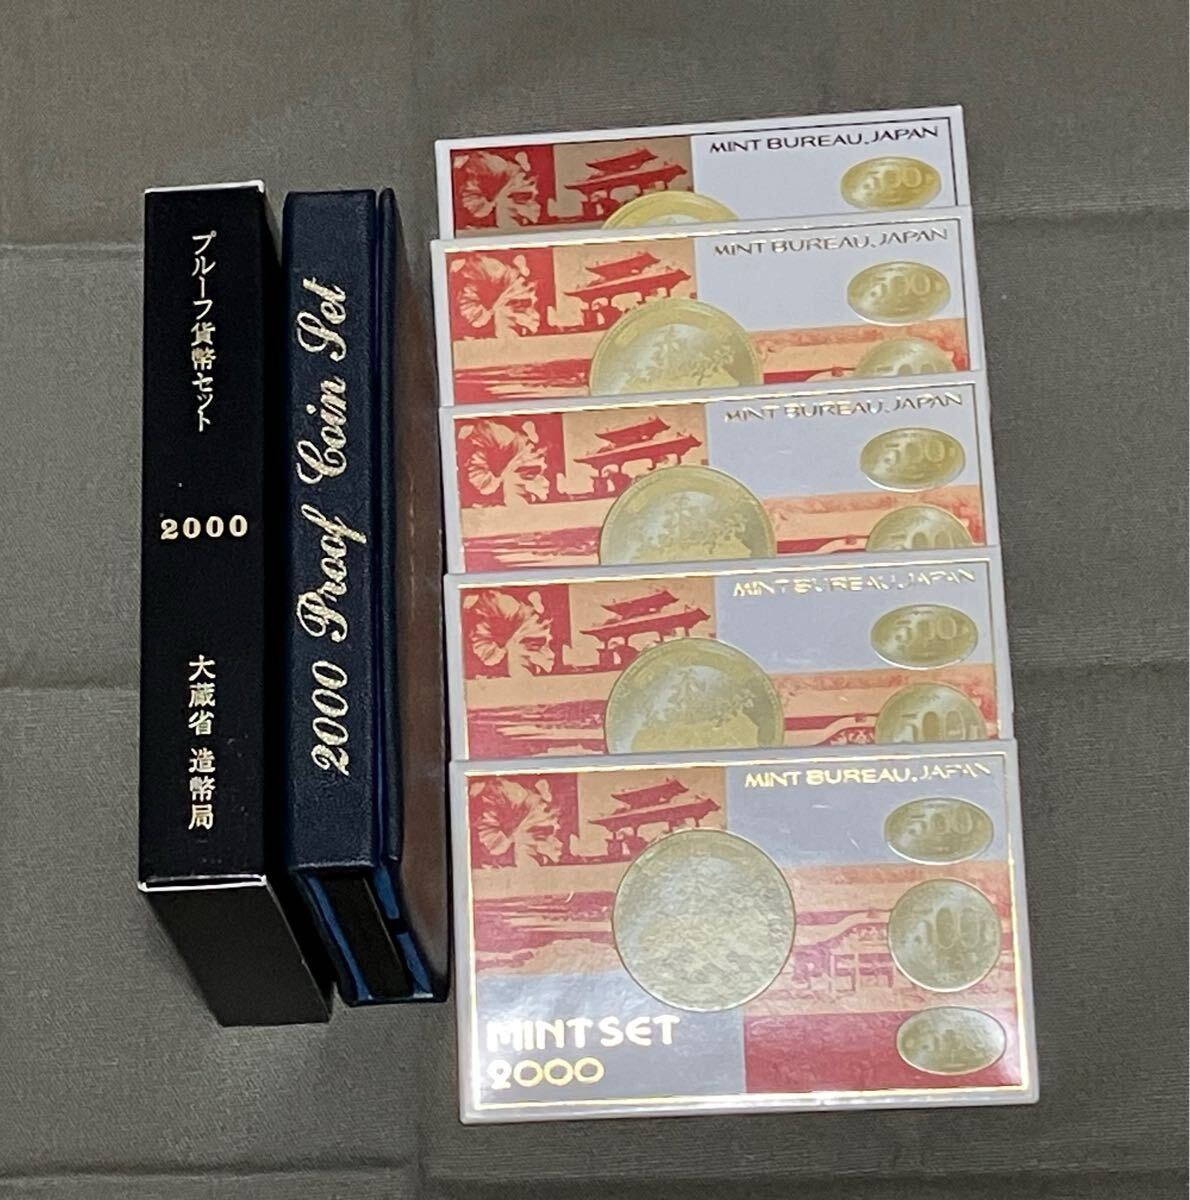 プルーフ貨幣セット
2000
大蔵省 造幣局
2000 Proof Coin Set
MINT BUREAU, JAPAN
500
MINT BUREAU, JAPAN
500
MINT BUREAU, JAPAN
500
MINT BUREAU, JAPAN
500
500
MINT BUREAU, JAPAN
500
500
MINT SET
2000